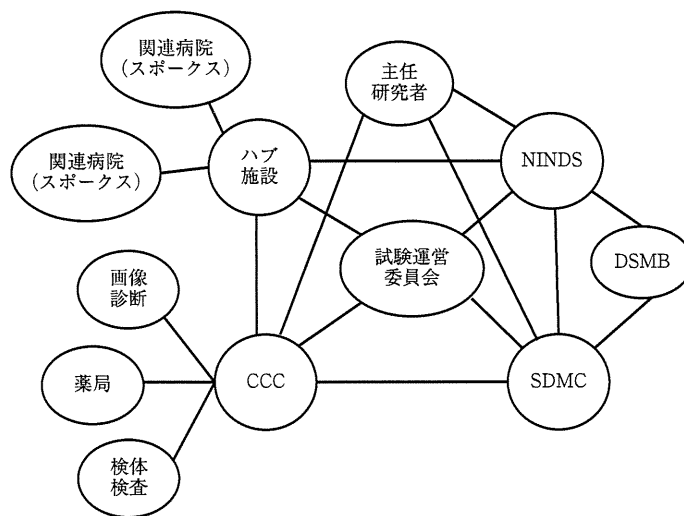 関連病院
(スポークス)
主任
研究者
関連病院
(スポークス)
ハブ
施設
NINDS
試験運営
委員会
DSMB
画像
診断
薬局
CCC
SDMC
検体
検査